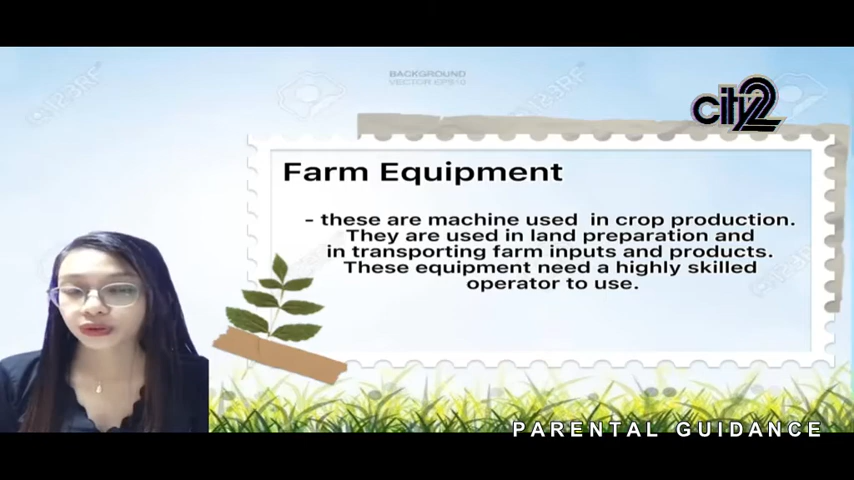 BACKGROUND
VECTOR EPS10
city2
Farm Equipment
- these are machine used in crop production.
They are used in land preparation and
in transporting farm inputs and products.
These equipment need a highly skilled
operator to use.
PARENTAL GUIDANCE